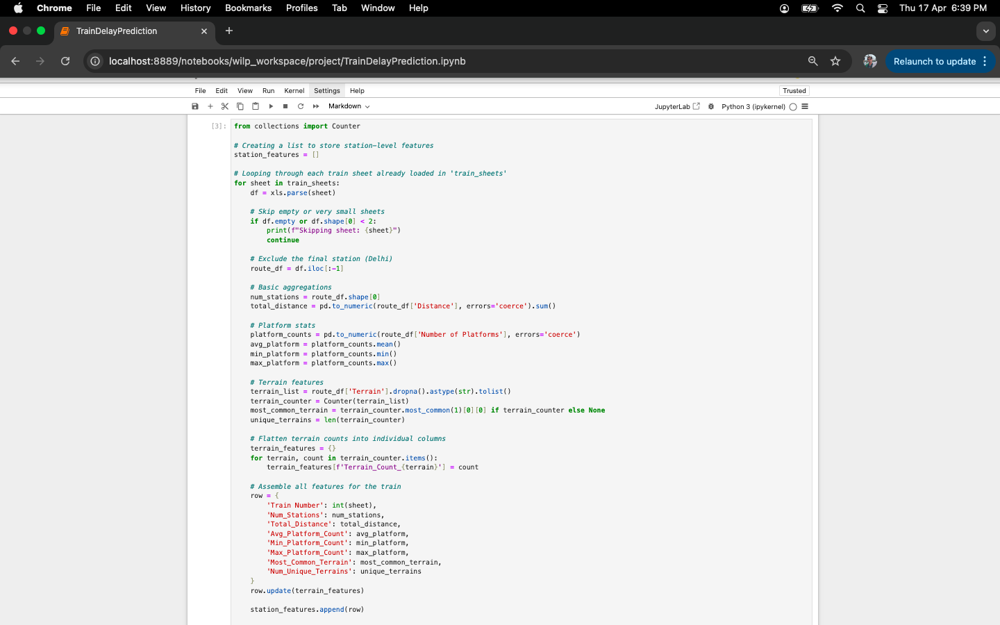 Chrome File Edit View History Bookmarks Profiles Tab Window Help Thu 17 Apr 6:39 PM
TrainDelayPrediction
localhost:8889/notebooks/wilp_workspace/project/TrainDelayPrediction.ipynb Relaunch to update
File Edit View Run Kernel Settings Help Trusted
Markdown JupyterLab Python 3 (ipykernel)
[3]: from collections import Counter
# Creating a list to store station-level features
station_features = []
# Looping through each train sheet already loaded in 'train_sheets'
for sheet in train_sheets:
    df = xls.parse(sheet)
    # Skip empty or very small sheets
    if df.empty or df.shape[0] < 2:
        print(f"Skipping sheet: {sheet}")
        continue
    # Exclude the final station (Delhi)
    route_df = df.iloc[:-1]
    # Basic aggregations
    num_stations = route_df.shape[0]
    total_distance = pd.to_numeric(route_df['Distance'], errors='coerce').sum()
    # Platform stats
    platform_counts = pd.to_numeric(route_df['Number of Platforms'], errors='coerce')
    avg_platform = platform_counts.mean()
    min_platform = platform_counts.min()
    max_platform = platform_counts.max()
    # Terrain features
    terrain_list = route_df['Terrain'].dropna().astype(str).tolist()
    terrain_counter = Counter(terrain_list)
    most_common_terrain = terrain_counter.most_common(1)[0][0] if terrain_counter else None
    unique_terrains = len(terrain_counter)
    # Flatten terrain counts into individual columns
    terrain_features = {}
    for terrain, count in terrain_counter.items():
        terrain_features[f'Terrain_Count_{terrain}'] = count
    # Assemble all features for the train
    row = {
        'Train Number': int(sheet),
        'Num_Stations': num_stations,
        'Total_Distance': total_distance,
        'Avg_Platform_Count': avg_platform,
        'Min_Platform_Count': min_platform,
        'Max_Platform_Count': max_platform,
        'Most_Common_Terrain': most_common_terrain,
        'Num_Unique_Terrains': unique_terrains
    }
    row.update(terrain_features)
    station_features.append(row)